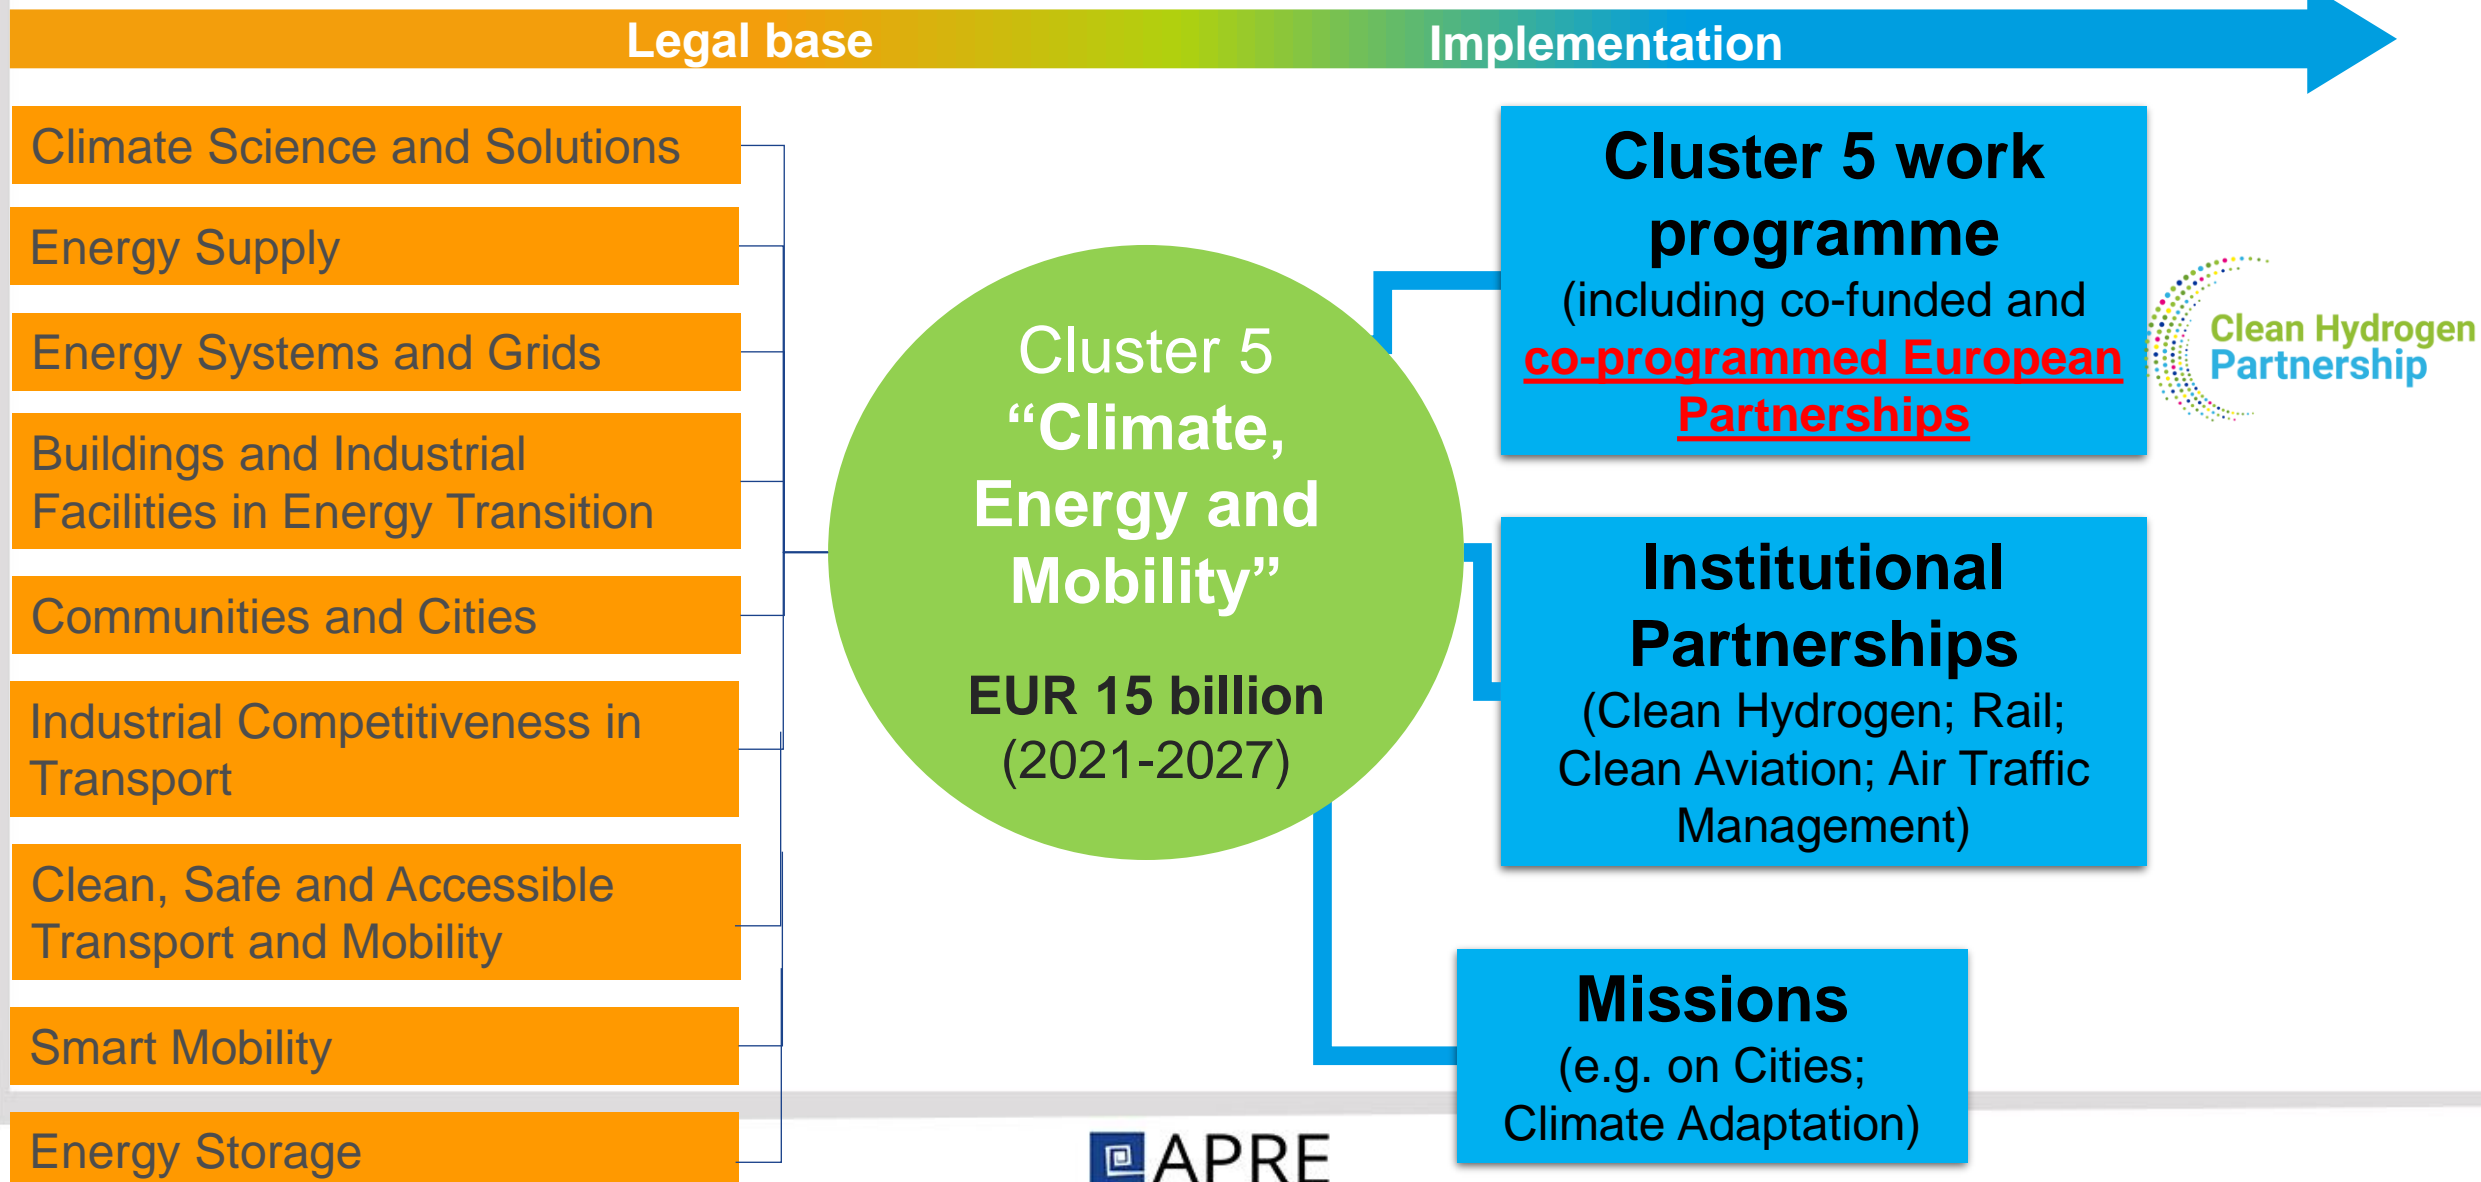 Legal base
Implementation
Climate Science and Solutions
Energy Supply
Energy Systems and Grids
Buildings and Industrial
Facilities in Energy Transition
Communities and Cities
Industrial Competitiveness in
Transport
Clean, Safe and Accessible
Transport and Mobility
Smart Mobility
Energy Storage
Cluster 5
“Climate,
Energy and
Mobility”
EUR 15 billion
(2021-2027)
Cluster 5 work
programme
(including co-funded and
co-programmed European
Partnerships
Clean Hydrogen
Partnership
Institutional
Partnerships
(Clean Hydrogen; Rail;
Clean Aviation; Air Traffic
Management)
Missions
(e.g. on Cities;
Climate Adaptation)
APRE